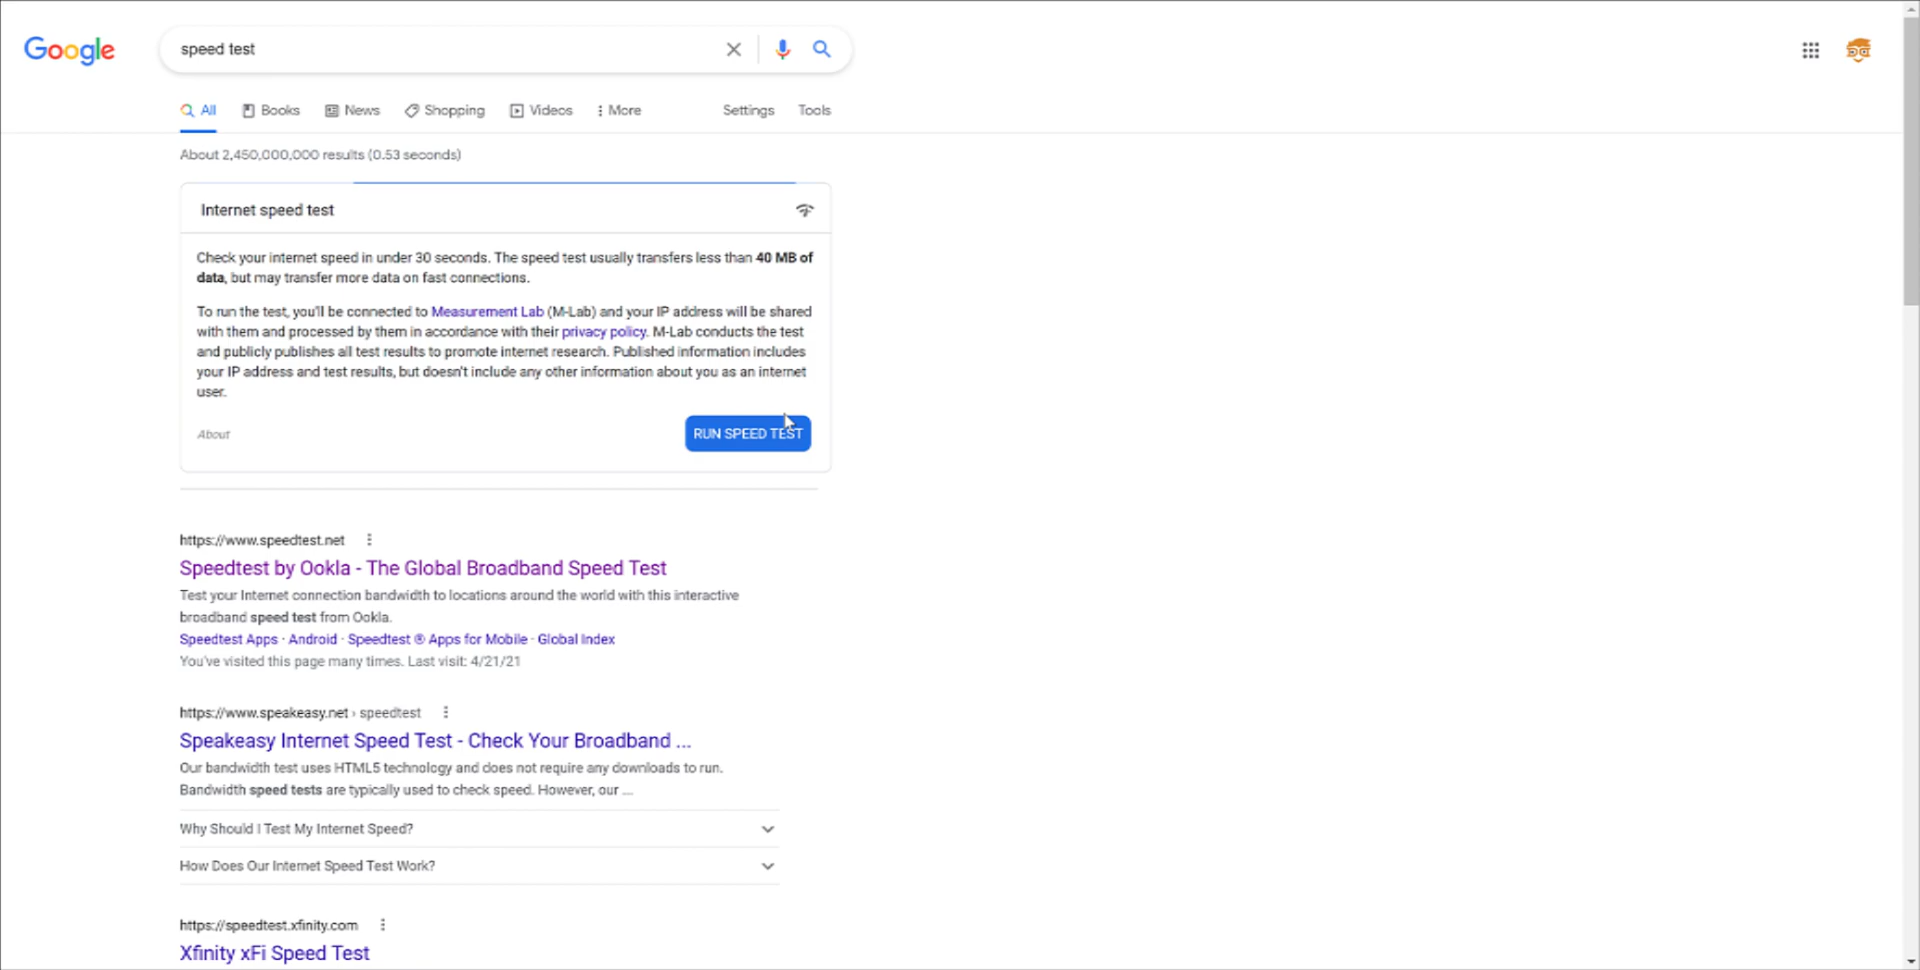 Google
speed test
All Books News Shopping Videos More Settings Tools
About 2,450,000,000 results (0.53 seconds)
Internet speed test
Check your internet speed in under 30 seconds. The speed test usually transfers less than 40 MB of
data, but may transfer more data on fast connections.
To run the test, you'll be connected to Measurement Lab (M-Lab) and your IP address will be shared
with them and processed by them in accordance with their privacy policy. M-Lab conducts the test
and publicly publishes all test results to promote internet research. Published information includes
your IP address and test results, but doesn't include any other information about you as an internet
user.
About RUN SPEED TEST
https://www.speedtest.net
Speedtest by Ookla - The Global Broadband Speed Test
Test your Internet connection bandwidth to locations around the world with this interactive
broadband speed test from Ookla.
Speedtest Apps · Android · Speedtest ® Apps for Mobile · Global Index
You've visited this page many times. Last visit: 4/21/21
https://www.speakeasy.net › speedtest
Speakeasy Internet Speed Test - Check Your Broadband ...
Our bandwidth test uses HTML5 technology and does not require any downloads to run.
Bandwidth speed tests are typically used to check speed. However, our ...
Why Should I Test My Internet Speed?
How Does Our Internet Speed Test Work?
https://speedtest.xfinity.com
Xfinity xFi Speed Test